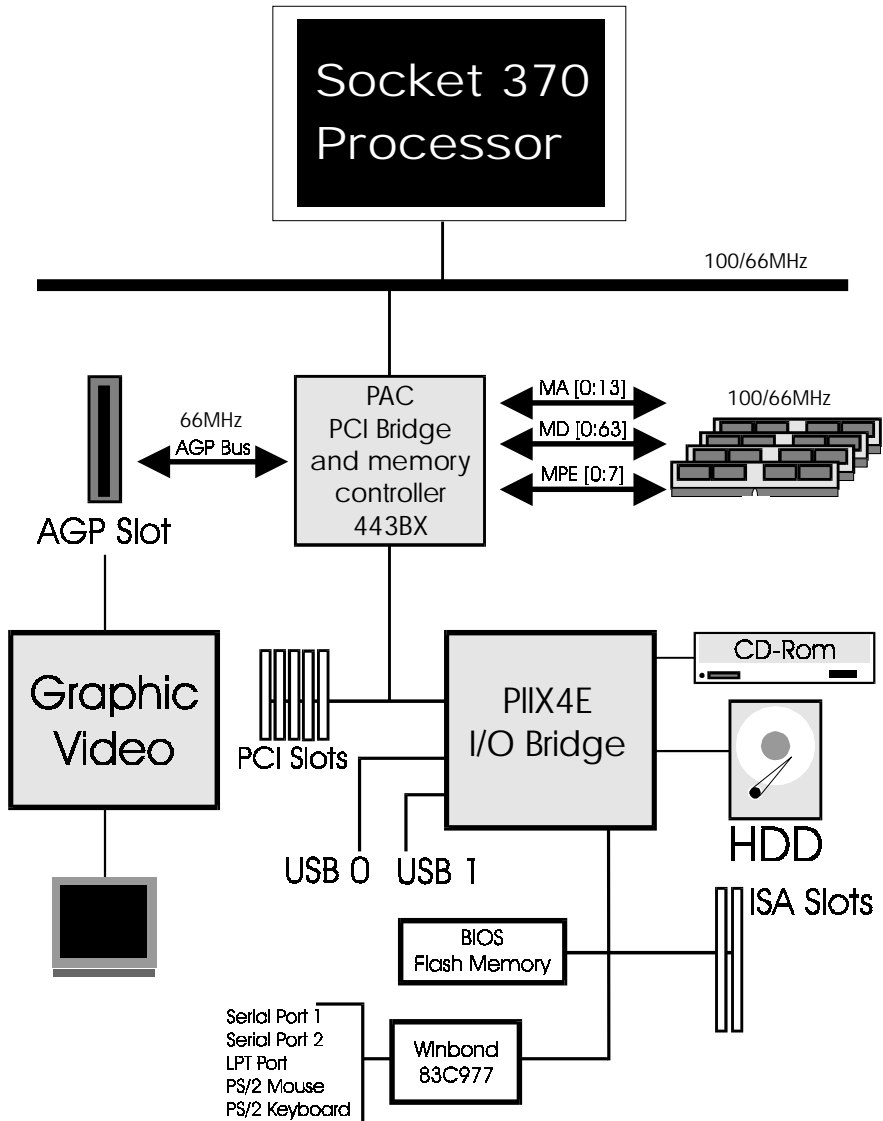 Socket 370
Processor
100/66MHz
PAC
PCI Bridge
and memory
controller
443BX
66MHz
AGP Bus
MA [0:13]
MD [0:63]
MPE [0:7]
100/66MHz
AGP Slot
Graphic
Video
PCI Slots
PIIX4E
I/O Bridge
CD-Rom
HDD
USB 0
USB 1
ISA Slots
BIOS
Flash Memory
Serial Port 1
Serial Port 2
LPT Port
PS/2 Mouse
PS/2 Keyboard
Winbond
83C977